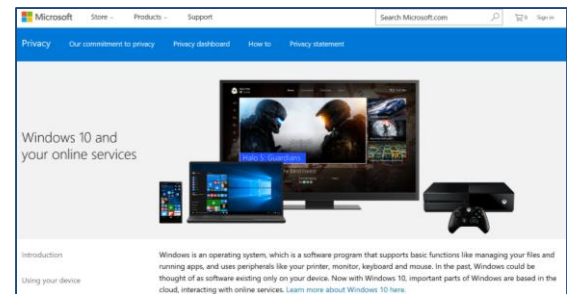 Microsoft Store Products Support Search Microsoft.com 0 Sign in
Privacy Our commitment to privacy Privacy dashboard How to Privacy statement
Windows 10 and
your online services
Halo 5: Guardians
Introduction
Using your device
Windows is an operating system, which is a software program that supports basic functions like managing your files and
running apps, and uses peripherals like your printer, monitor, keyboard and mouse. In the past, Windows could be
thought of as software existing only on your device. Now with Windows 10, important parts of Windows are based in the
cloud, interacting with online services. Learn more about Windows 10 here.